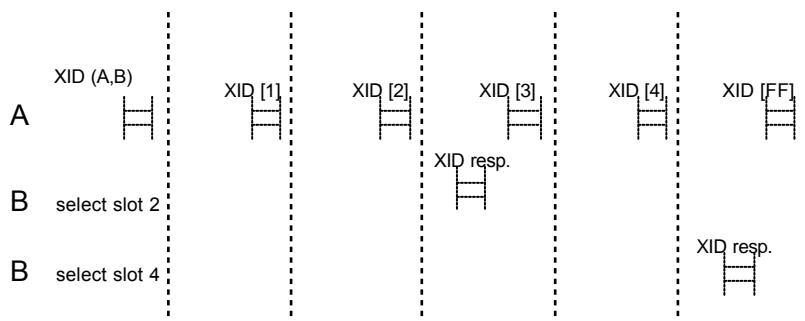 XID (A,B)
XID [1] XID [2] XID [3] XID [4] XID [FF]
A
XID resp.
B select slot 2
XID resp.
B select slot 4